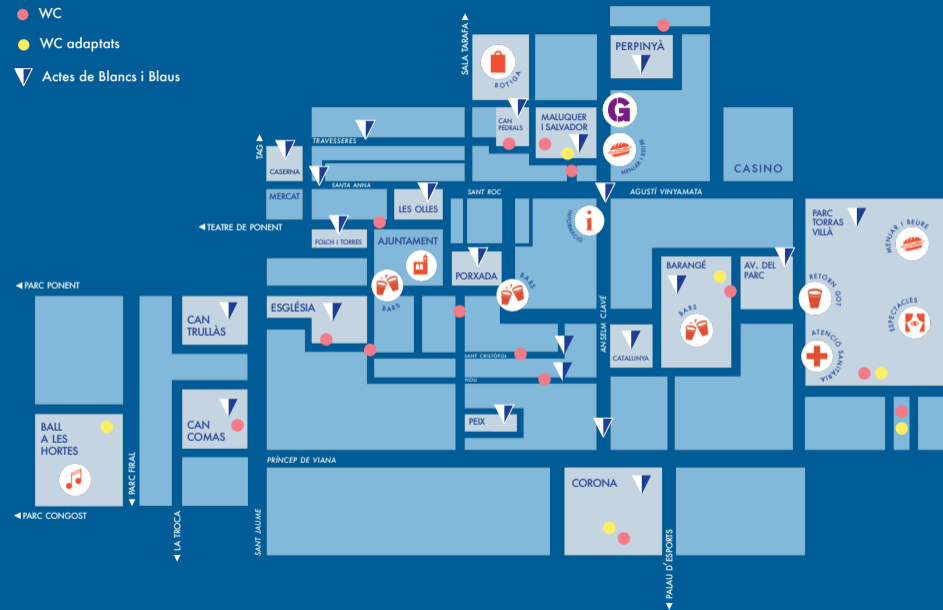 WC
WC adaptats
Actes de Blancs i Blaus
SALA TARAFA
BOTIGA
PERPINYÀ
CAN
PEDRALS
MALUQUER
I SALVADOR
G
MENJAR I BEURE
TRAVESSERES
TAG
CASERNA
CASINO
MERCAT
SANTA ANNA
LES OLLES
SANT ROC
AGUSTÍ VINYAMATA
TEATRE DE PONENT
FOLCH I TORRES
AJUNTAMENT
INFORMACIÓ
i
PARC
TORRAS
VILLÀ
MENJAR I BEURE
PORXADA
BARS
BARS
BARANGÉ
AV. DEL
PARC
RETORN GOT
ESPECTACLES
PARC PONENT
ESGLÉSIA
CAN
TRULLÀS
ANSELM CLAVÉ
BARS
CATALUNYA
ATENCIÓ SANITÀRIA
SANT CRISTÒFOL
NOU
PEIX
CAN
COMAS
BALL
A LES
HORTES
PARC FIRAL
PRÍNCEP DE VIANA
PARC CONGOST
LA TROCA
SANT JAUME
CORONA
PALAU D'ESPORTS